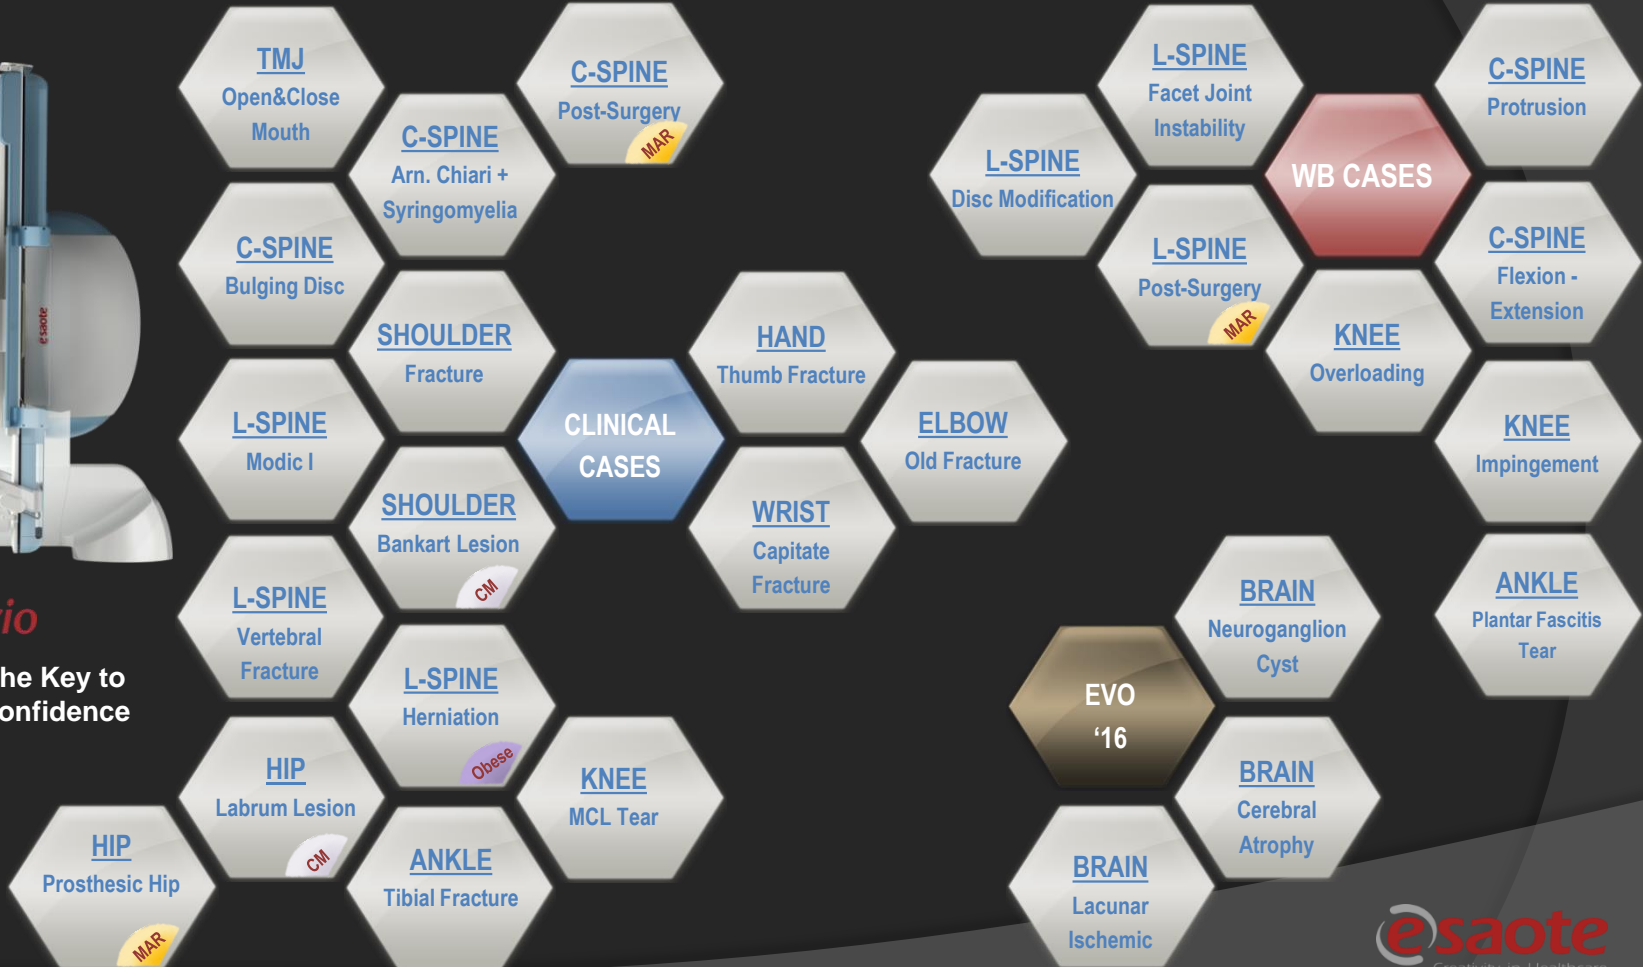 TMJ
Open&Close
Mouth
C-SPINE
Arn. Chiari +
Syringomyelia
C-SPINE
Post-Surgery
MAR
C-SPINE
Bulging Disc
SHOULDER
Fracture
L-SPINE
Modic I
SHOULDER
Bankart Lesion
CM
L-SPINE
Vertebral
Fracture
L-SPINE
Herniation
Obese
HIP
Labrum Lesion
CM
HIP
Prosthesic Hip
MAR
ANKLE
Tibial Fracture
KNEE
MCL Tear
CLINICAL
CASES
HAND
Thumb Fracture
ELBOW
Old Fracture
WRIST
Capitate
Fracture
L-SPINE
Facet Joint
Instability
L-SPINE
Disc Modification
L-SPINE
Post-Surgery
MAR
WB CASES
C-SPINE
Protrusion
C-SPINE
Flexion -
Extension
KNEE
Overloading
KNEE
Impingement
ANKLE
Plantar Fascitis
Tear
EVO
‘16
BRAIN
Neuroganglion
Cyst
BRAIN
Cerebral
Atrophy
BRAIN
Lacunar
Ischemic
esaote
io
he Key to
onfidence
esaote